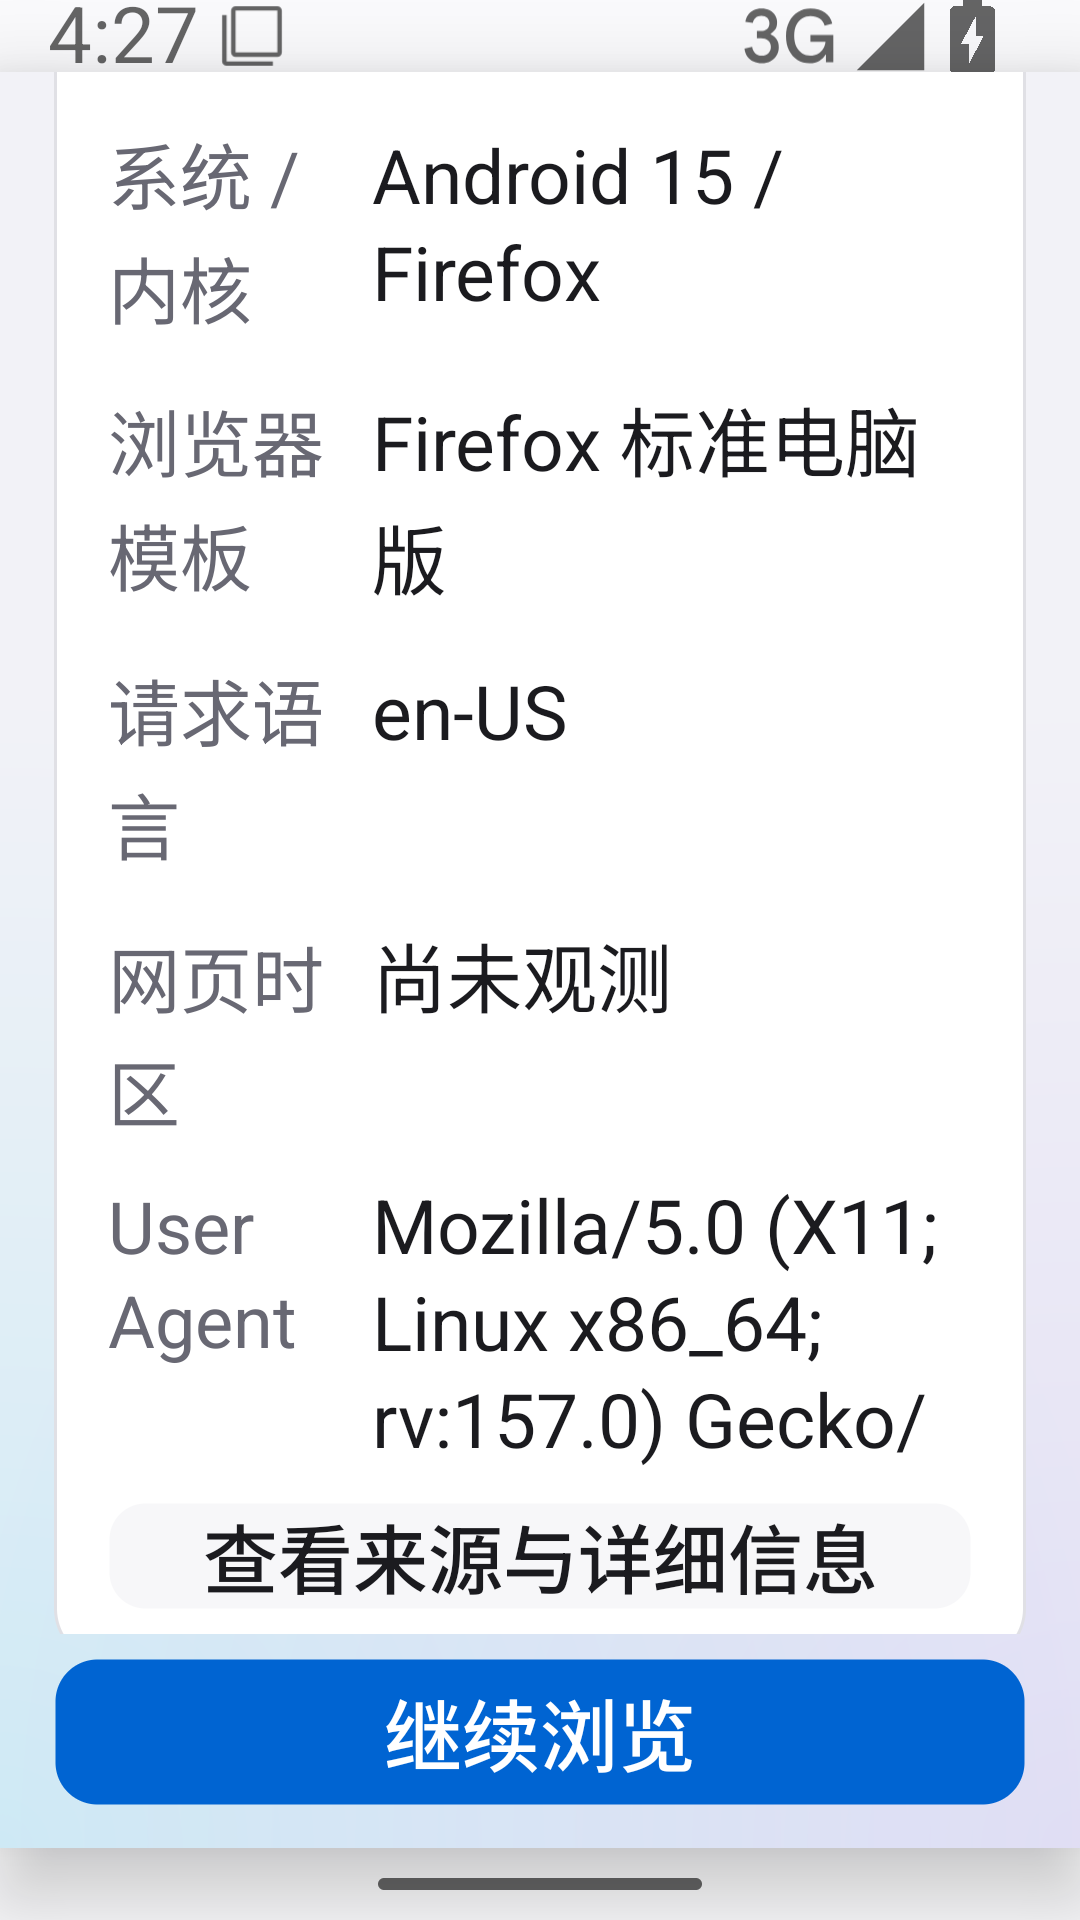 4:27 3G
系统 / Android 15 /
内核 Firefox
浏览器 Firefox 标准电脑
模板 版
请求语 en-US
言
网页时 尚未观测
区
User Mozilla/5.0 (X11;
Agent Linux x86_64;
rv:157.0) Gecko/
查看来源与详细信息
继续浏览